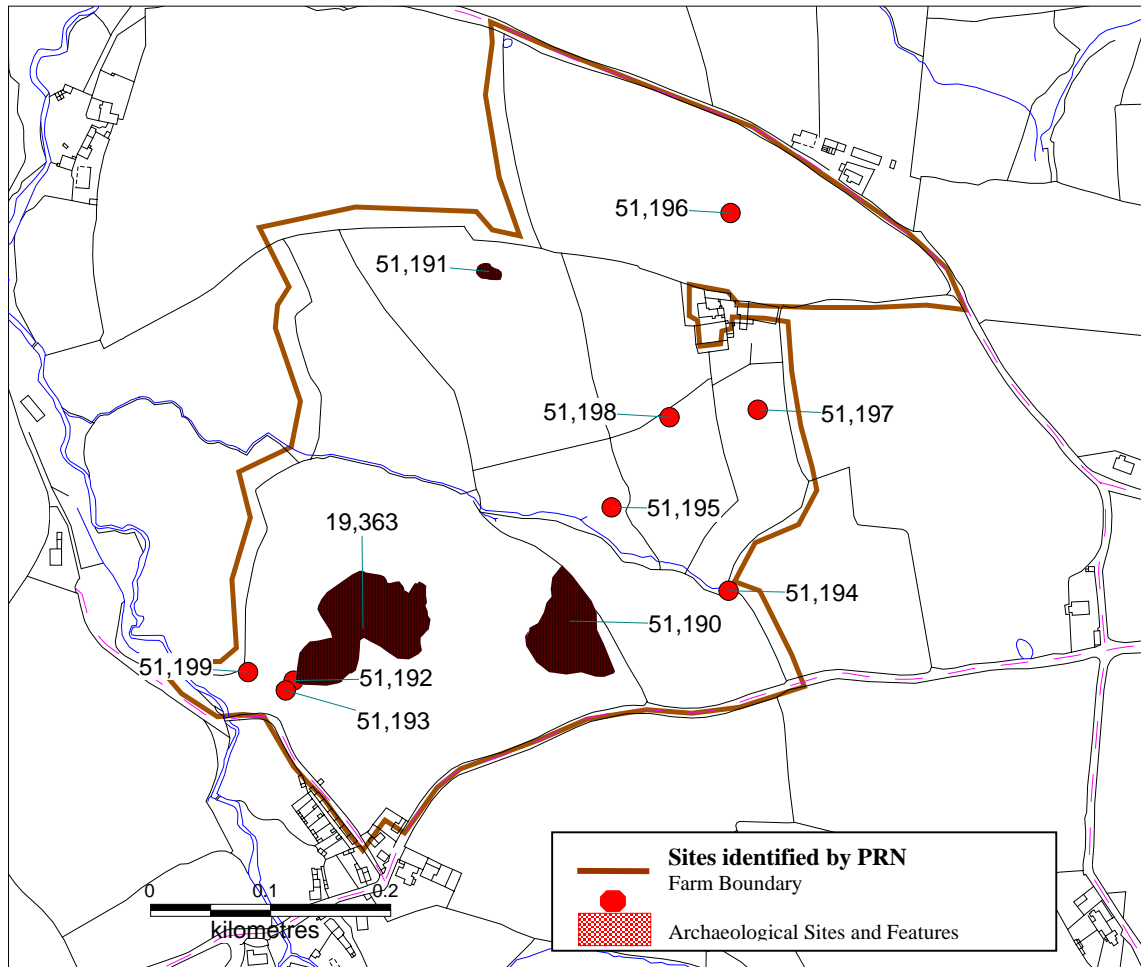 51,196
51,191
51,198
51,197
51,195
19,363
51,194
51,190
51,199
51,192
51,193
Sites identified by PRN
Farm Boundary
Archaeological Sites and Features
0 0.1 0.2
kilometres